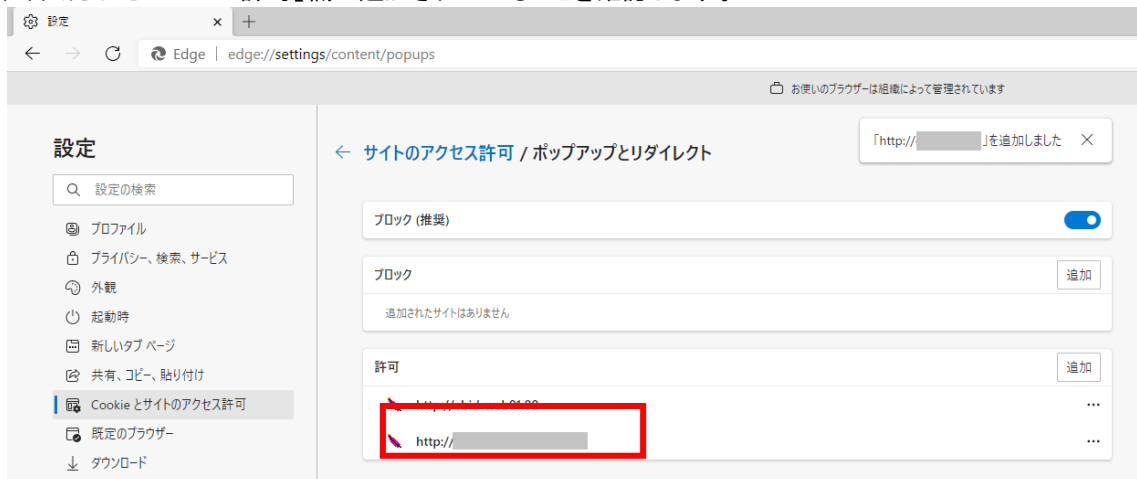 設定
Edge | edge://settings/content/popups
お使いのブラウザーは組織によって管理されています
設定
設定の検索
プロファイル
プライバシー、検索、サービス
外観
起動時
新しいタブ ページ
共有、コピー、貼り付け
Cookie とサイトのアクセス許可
既定のブラウザー
ダウンロード
サイトのアクセス許可 / ポップアップとリダイレクト
「http:// 」を追加しました
ブロック (推奨)
ブロック
追加
追加されたサイトはありません
許可
追加
http://